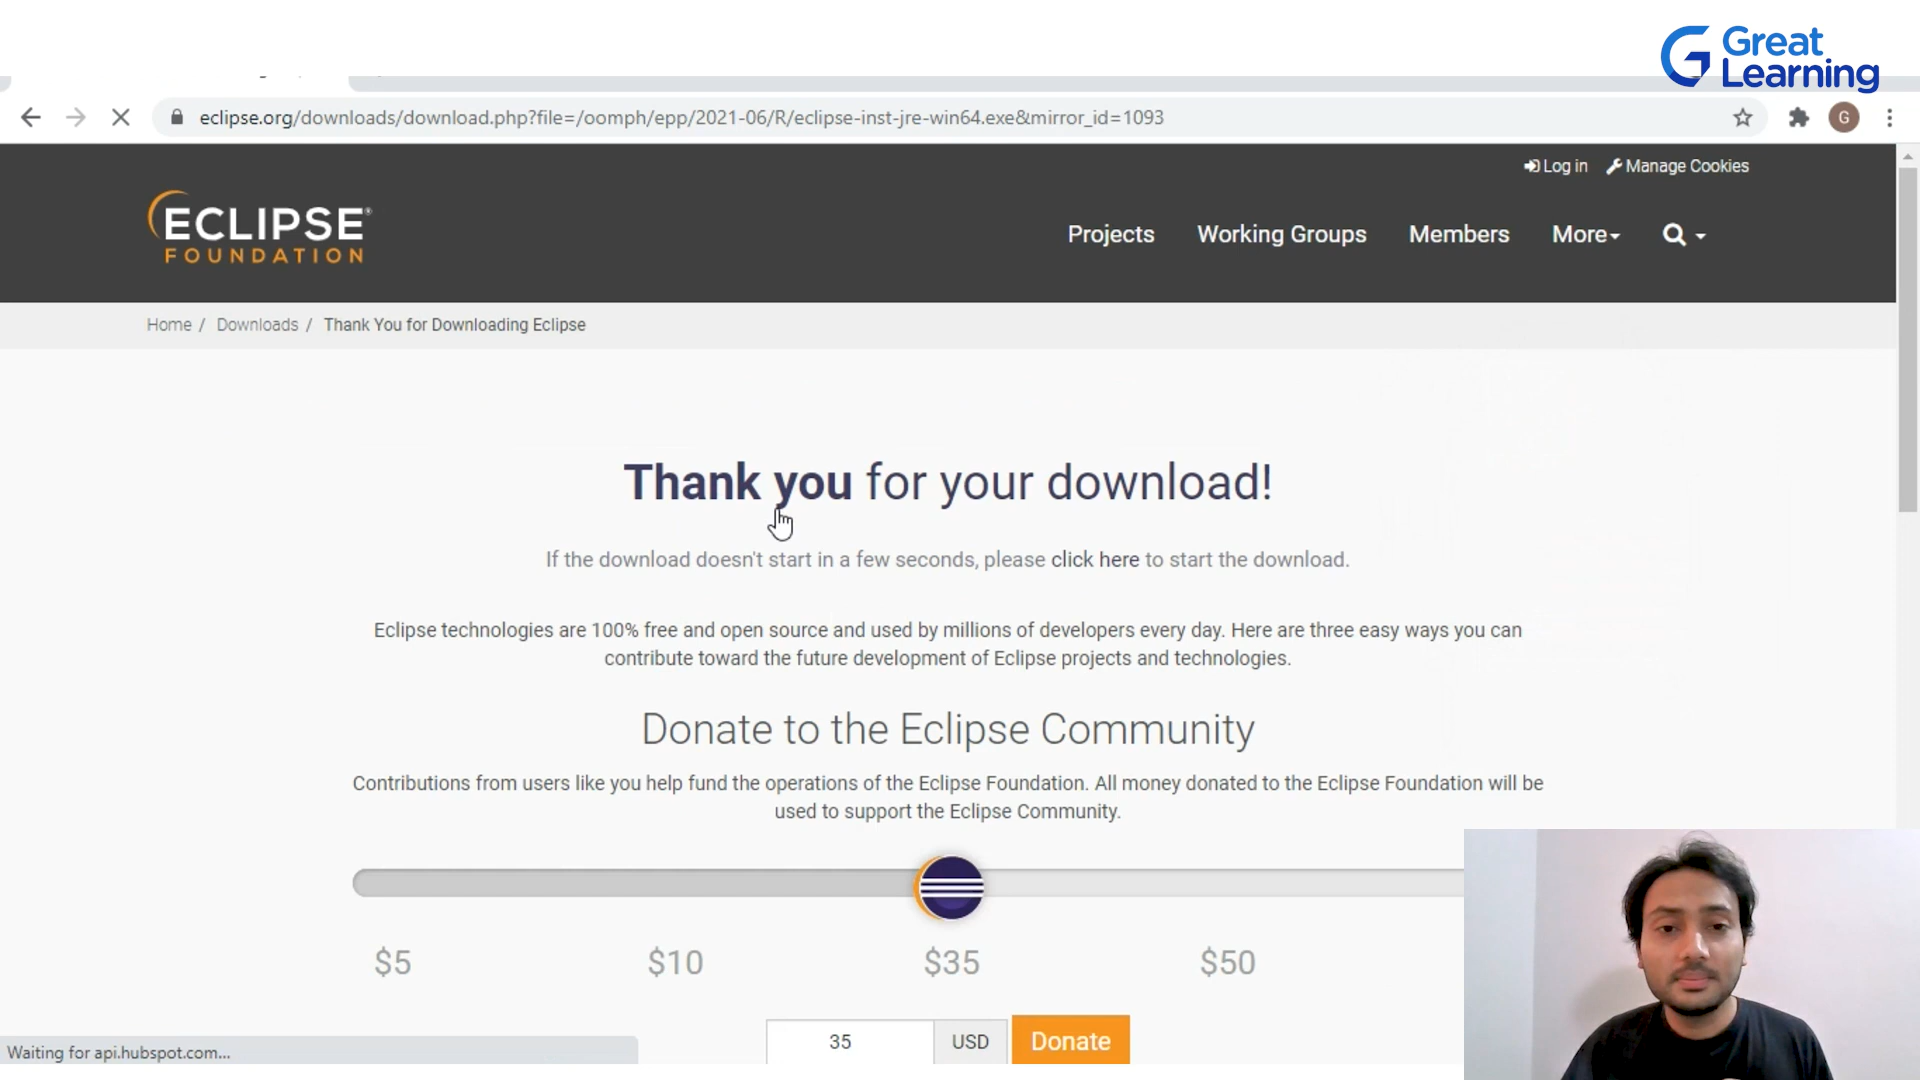 Great
Learning
eclipse.org/downloads/download.php?file=/oomph/epp/2021-06/R/eclipse-inst-jre-win64.exe&mirror_id=1093
G
Log in
Manage Cookies
ECLIPSE®
FOUNDATION
Projects
Working Groups
Members
More
Home / Downloads / Thank You for Downloading Eclipse
Thank you for your download!
If the download doesn't start in a few seconds, please click here to start the download.
Eclipse technologies are 100% free and open source and used by millions of developers every day. Here are three easy ways you can
contribute toward the future development of Eclipse projects and technologies.
Donate to the Eclipse Community
Contributions from users like you help fund the operations of the Eclipse Foundation. All money donated to the Eclipse Foundation will be
used to support the Eclipse Community.
$5
$10
$35
$50
35
USD
Donate
Waiting for api.hubspot.com...